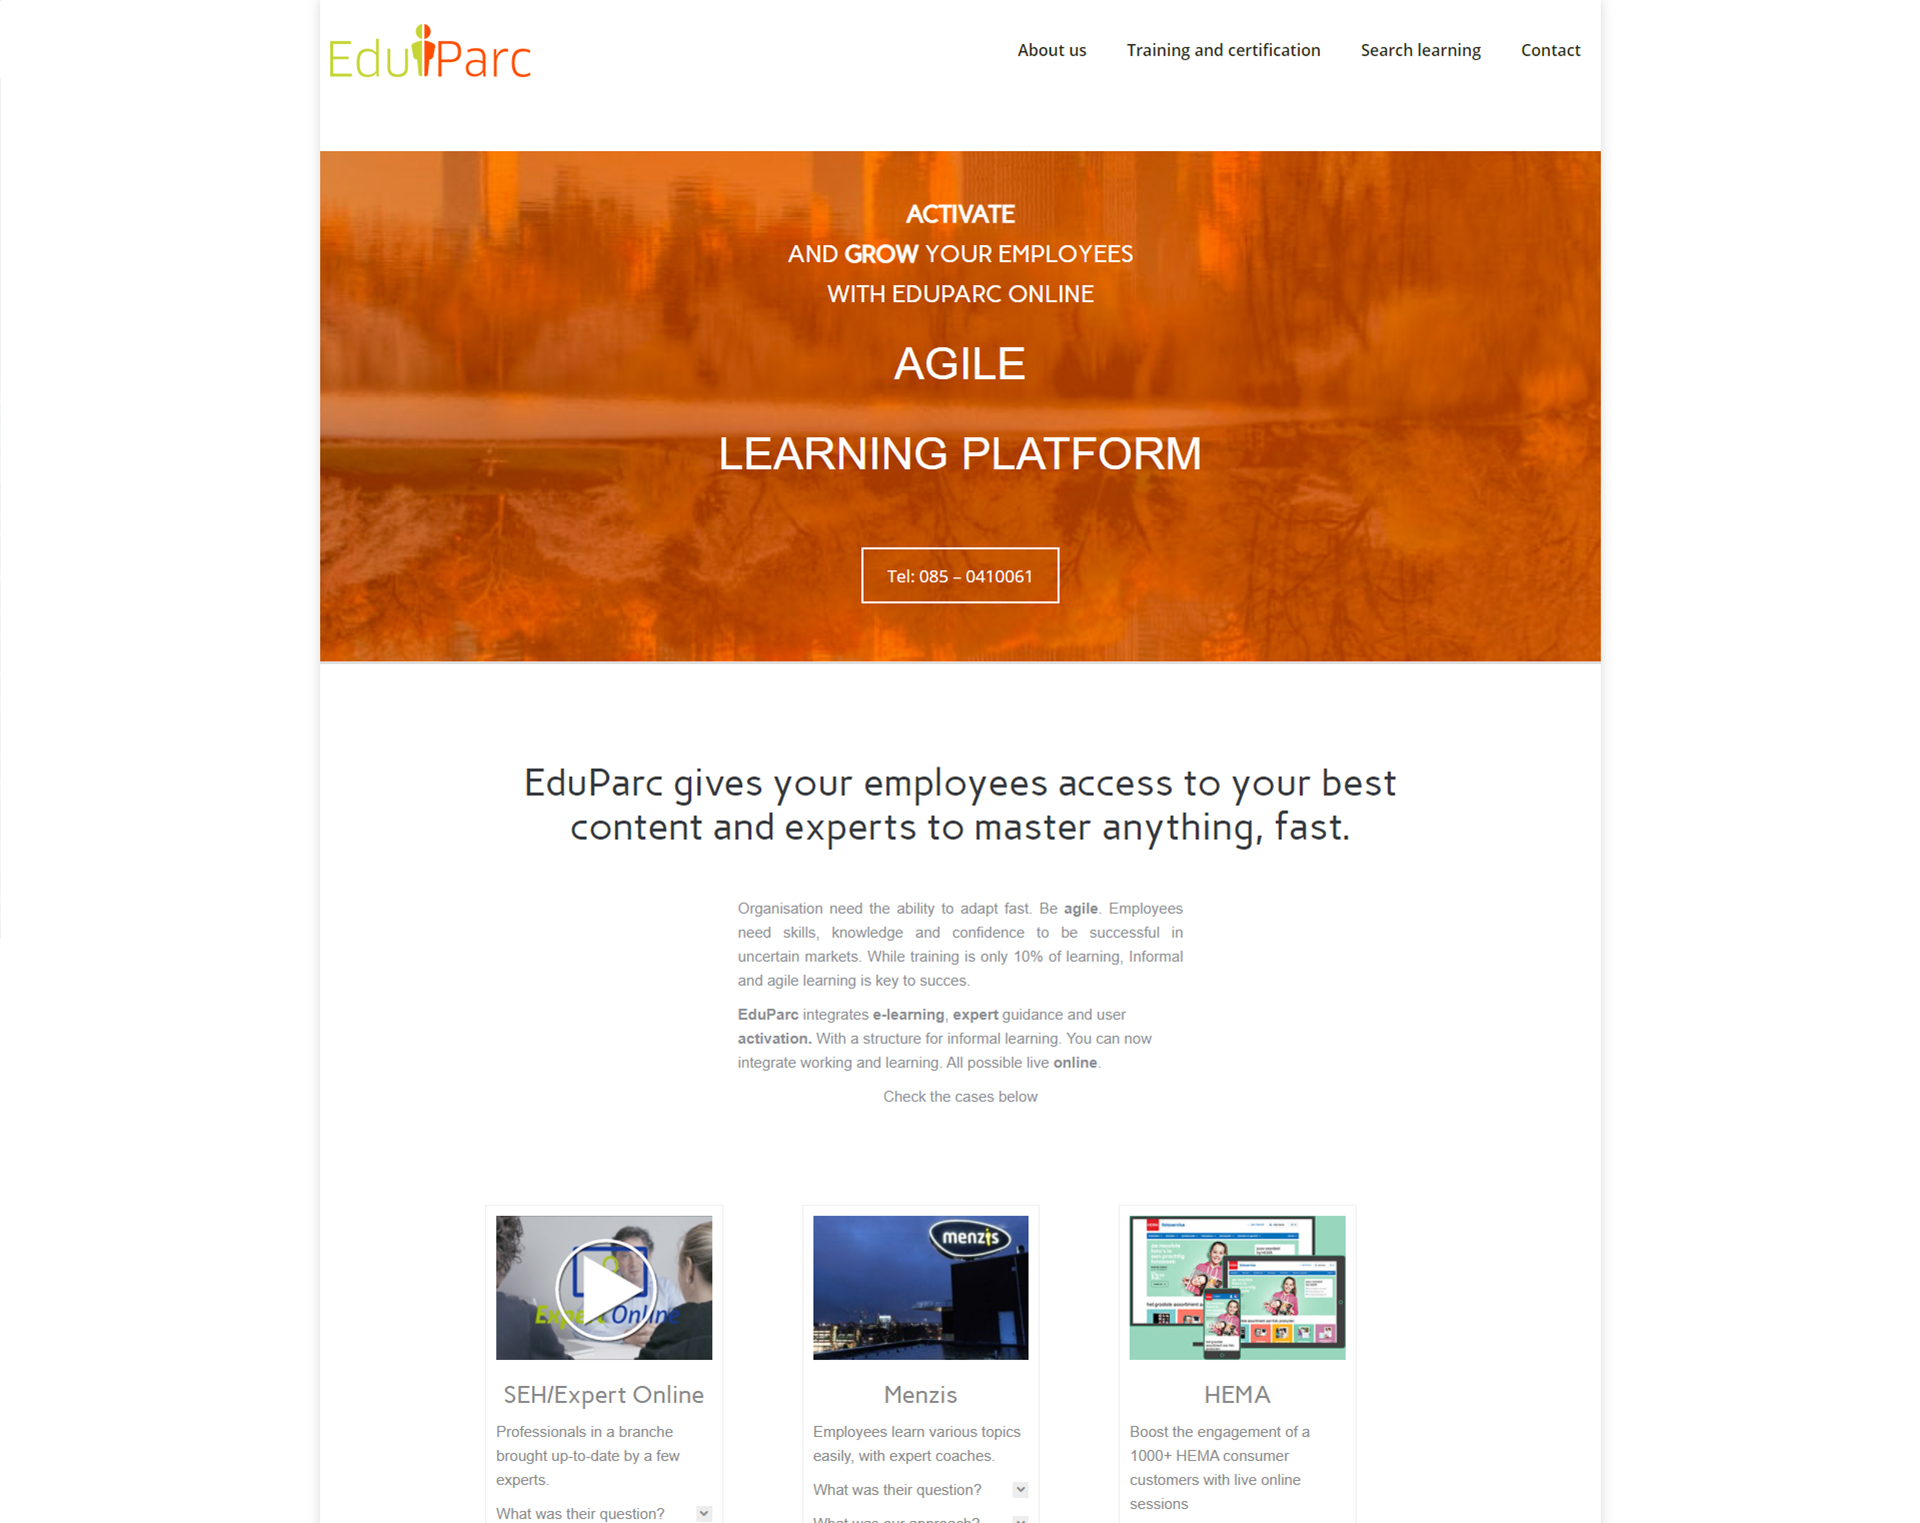 EduParc
About us
Training and certification
Search learning
Contact
ACTIVATE
AND GROW YOUR EMPLOYEES
WITH EDUPARC ONLINE
AGILE
LEARNING PLATFORM
Tel: 085 – 0410061
EduParc gives your employees access to your best
content and experts to master anything, fast.
Organisation need the ability to adapt fast. Be agile. Employees
need skills, knowledge and confidence to be successful in
uncertain markets. While training is only 10% of learning, Informal
and agile learning is key to succes.
EduParc integrates e-learning, expert guidance and user
activation. With a structure for informal learning. You can now
integrate working and learning. All possible live online.
Check the cases below
Expert Online
menzis
HEMA
SEH/Expert Online
Professionals in a branche
brought up-to-date by a few
experts.
What was their question?
Menzis
Employees learn various topics
easily, with expert coaches.
What was their question?
What was our approach?
HEMA
Boost the engagement of a
1000+ HEMA consumer
customers with live online
sessions